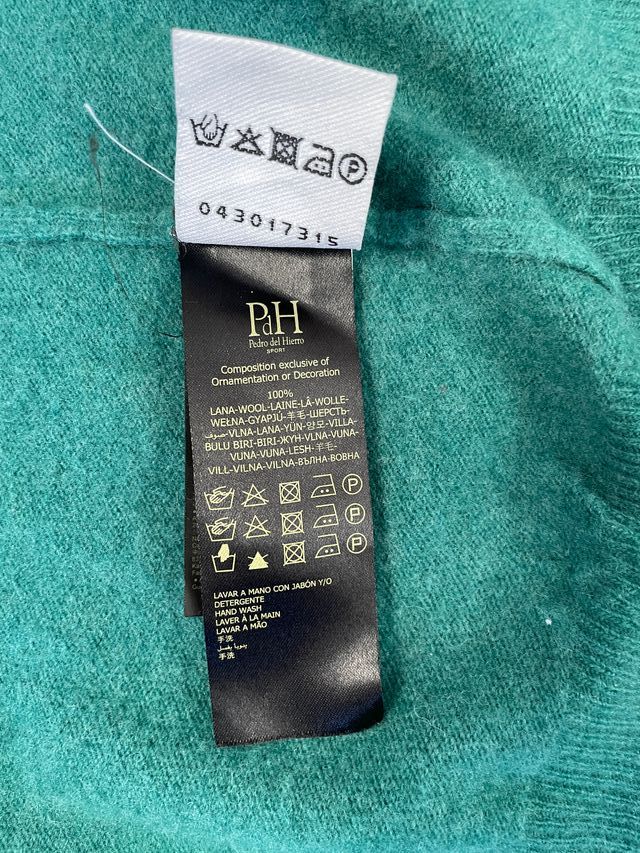 043017315
PdH
Pedro del Hierro
SPORT
Composition exclusive of
Ornamentation or Decoration
100%
LANA-WOOL-LAINE-LÃ-WOLLE-
WEŁNA-GYAPJÚ-羊毛-ШЕРСТЬ-
صوف-VLNA-LANA-YÜN-양모-VILLA-
BULU BIRI-BIRI-ЖҮН-VLNA-VUNA-
VUNA-VUNA-LESH-羊毛-
VILL-VILNA-VILNA-ВЪЛНА-ВОВНА
P
P
P
P
LAVAR A MANO CON JABÓN Y/O
DETERGENTE
HAND WASH
LAVER À LA MAIN
LAVAR A MÃO
手洗
手洗